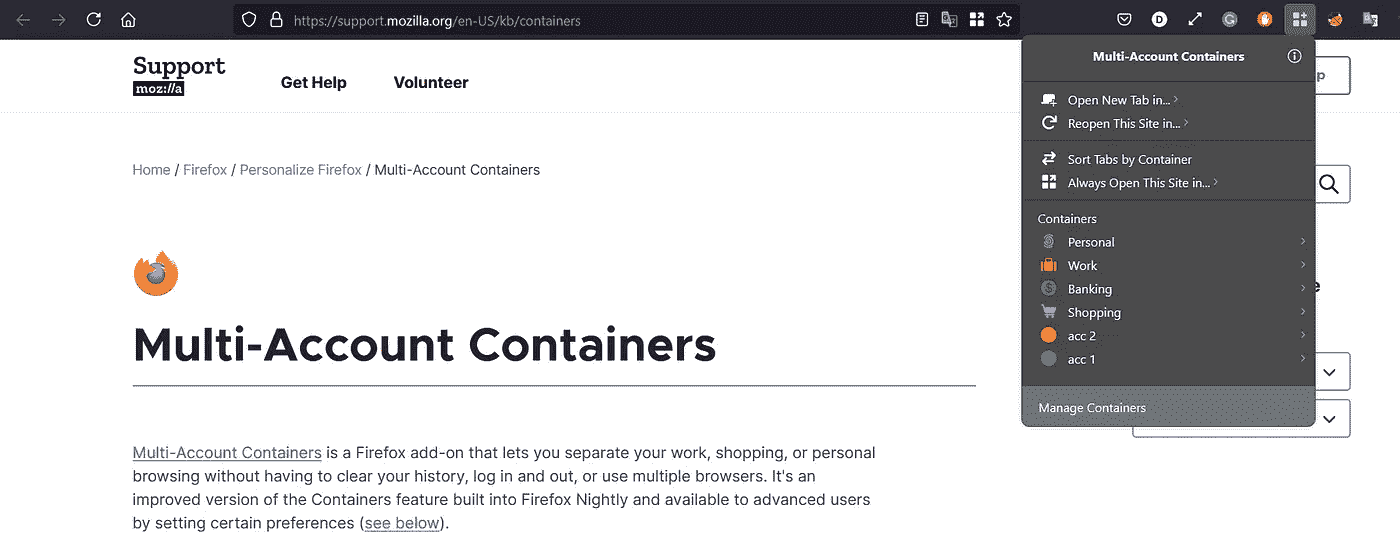 https://support.mozilla.org/en-US/kb/containers
D
Support
moz://a
Get Help
Volunteer
p
Multi-Account Containers
Open New Tab in...
Reopen This Site in...
Sort Tabs by Container
Always Open This Site in...
Containers
Personal
Work
Banking
Shopping
acc 2
acc 1
Manage Containers
Home / Firefox / Personalize Firefox / Multi-Account Containers
e
Multi-Account Containers
Multi-Account Containers is a Firefox add-on that lets you separate your work, shopping, or personal
browsing without having to clear your history, log in and out, or use multiple browsers. It's an
improved version of the Containers feature built into Firefox Nightly and available to advanced users
by setting certain preferences (see below).